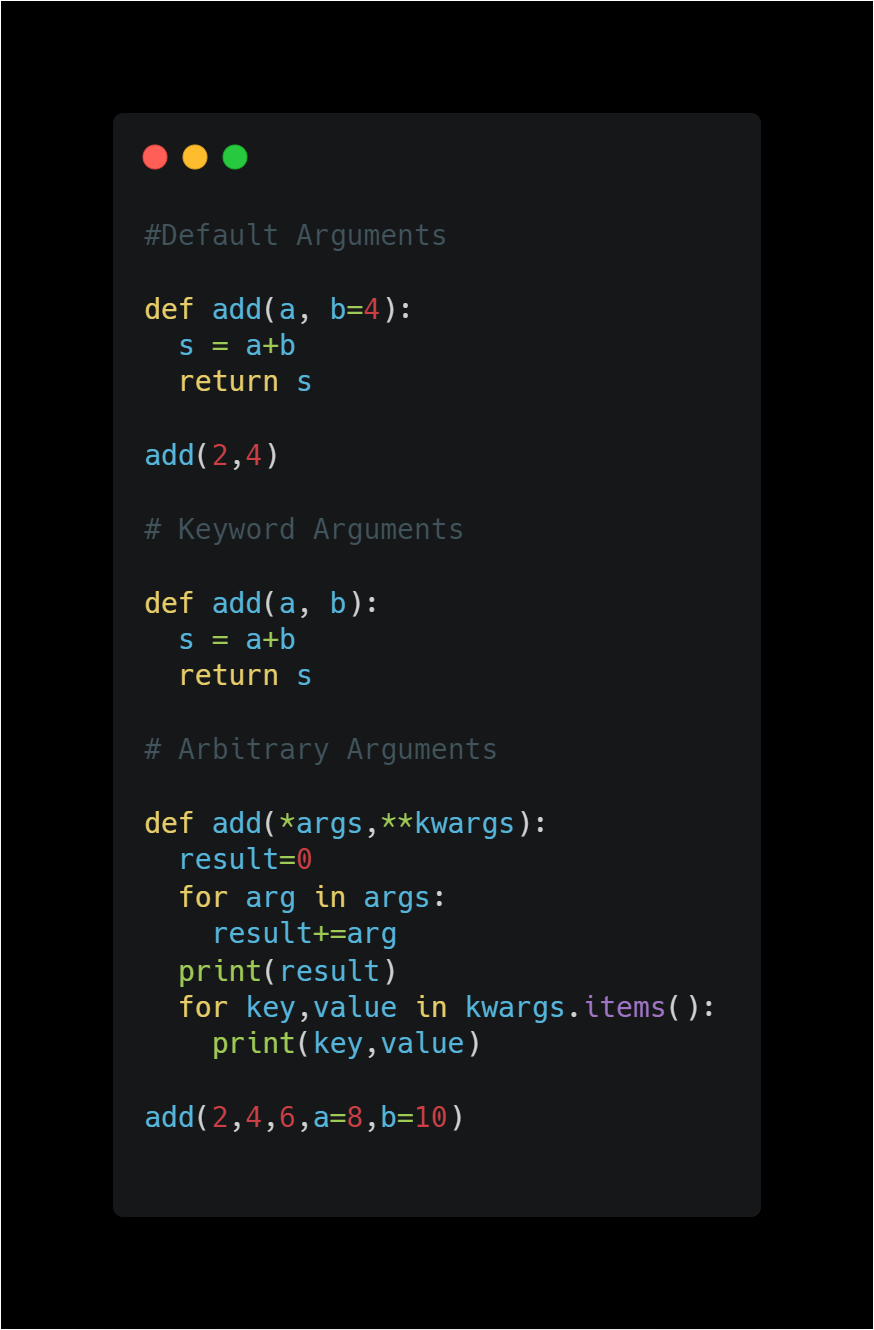 #Default Arguments
def add(a, b=4):
  s = a+b
  return s
add(2,4)
# Keyword Arguments
def add(a, b):
  s = a+b
  return s
# Arbitrary Arguments
def add(*args,**kwargs):
  result=0
  for arg in args:
    result+=arg
  print(result)
  for key,value in kwargs.items():
    print(key,value)
add(2,4,6,a=8,b=10)